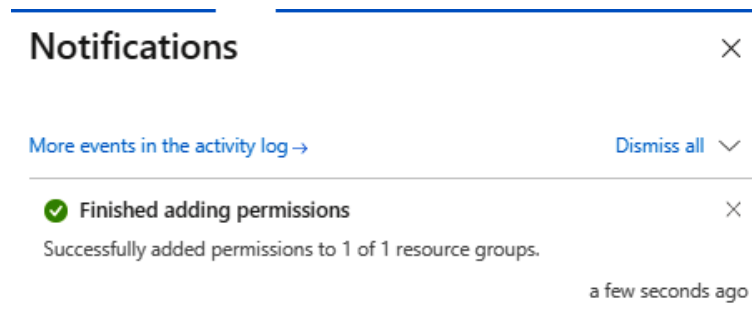 Notifications
More events in the activity log →
Dismiss all
Finished adding permissions
Successfully added permissions to 1 of 1 resource groups.
a few seconds ago